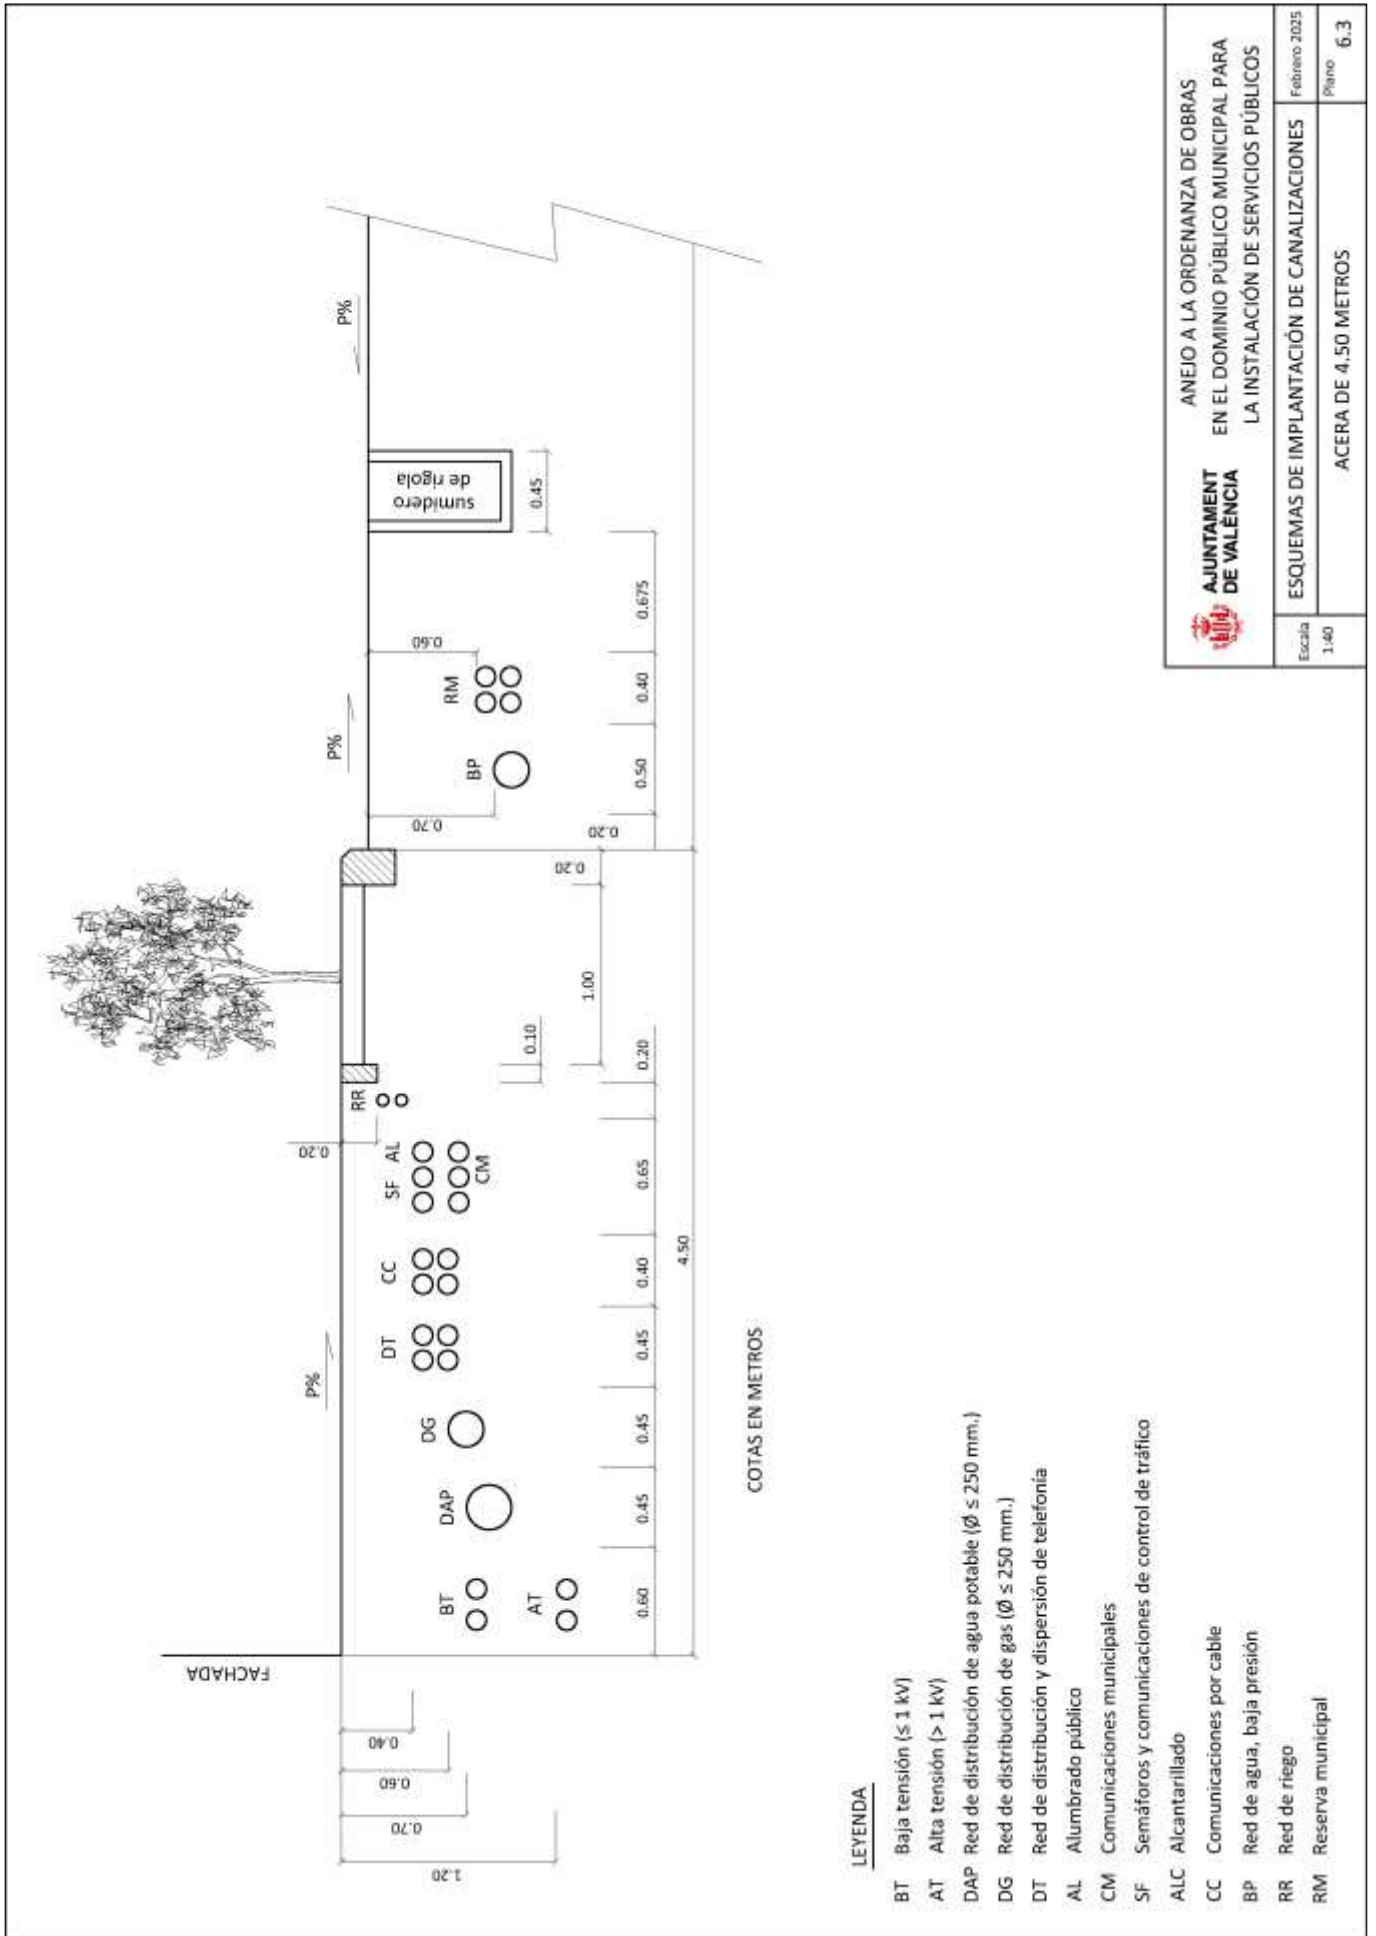 FACHADA
0.40
0.60
0.70
1.20
P%
P%
P%
BT
AT
DAP
DG
DT
CC
SF
AL
CM
RR
0.20
BP
RM
0.70
0.60
sumidero
de rigola
0.45
0.10
1.00
0.20
0.60
0.45
0.45
0.45
0.40
0.65
0.20
0.20
0.50
0.40
0.675
4.50
COTAS EN METROS
LEYENDA
BT Baja tensión (≤ 1 kV)
AT Alta tensión (> 1 kV)
DAP Red de distribución de agua potable (Ø ≤ 250 mm.)
DG Red de distribución de gas (Ø ≤ 250 mm.)
DT Red de distribución y dispersión de telefonía
AL Alumbrado público
CM Comunicaciones municipales
SF Semáforos y comunicaciones de control de tráfico
ALC Alcantarillado
CC Comunicaciones por cable
BP Red de agua, baja presión
RR Red de riego
RM Reserva municipal
AJUNTAMENT
DE VALÈNCIA
ANEJO A LA ORDENANZA DE OBRAS
EN EL DOMINIO PÚBLICO MUNICIPAL PARA
LA INSTALACIÓN DE SERVICIOS PÚBLICOS
Escala
1:40
ESQUEMAS DE IMPLANTACIÓN DE CANALIZACIONES
Febrero 2025
ACERA DE 4.50 METROS
Plano
6.3